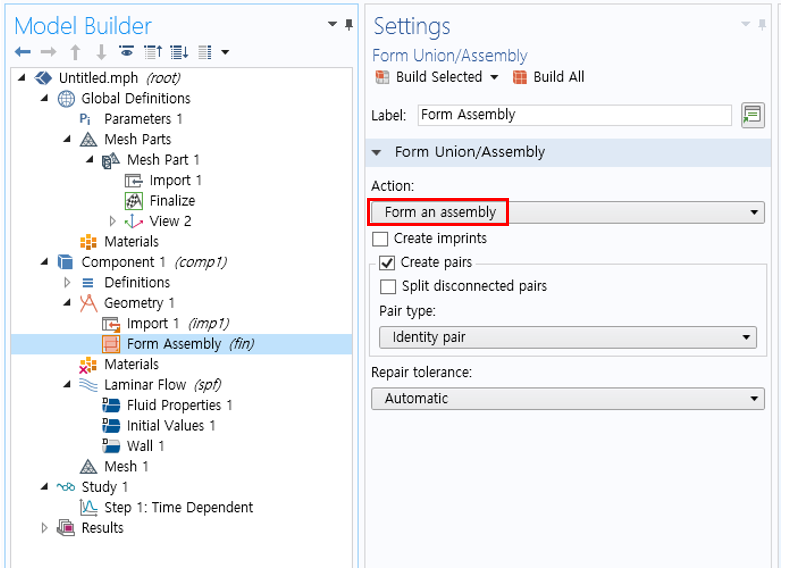 Model Builder
Untitled.mph (root)
Global Definitions
Pi Parameters 1
Mesh Parts
Mesh Part 1
Import 1
Finalize
View 2
Materials
Component 1 (comp1)
Definitions
Geometry 1
Import 1 (imp1)
Form Assembly (fin)
Materials
Laminar Flow (spf)
D Fluid Properties 1
D Initial Values 1
D Wall 1
Mesh 1
Study 1
Step 1: Time Dependent
Results
Settings
Form Union/Assembly
Build Selected
Build All
Label: Form Assembly
Form Union/Assembly
Action:
Form an assembly
Create imprints
Create pairs
Split disconnected pairs
Pair type:
Identity pair
Repair tolerance:
Automatic